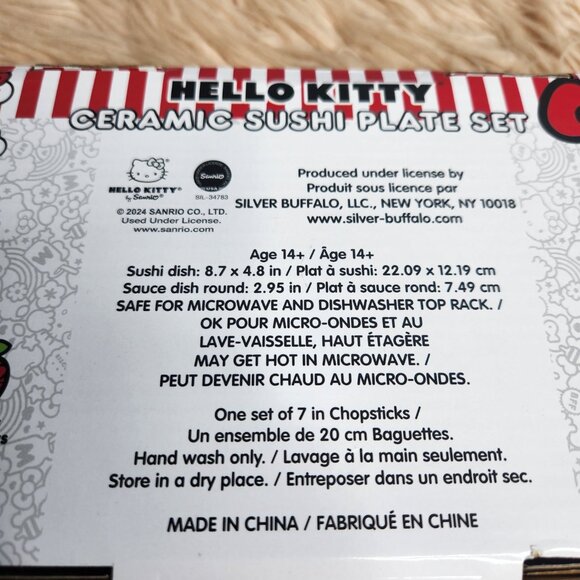 HELLO KITTY
CERAMIC SUSHI PLATE SET
HELLO KITTY®
by Sanrio®
Sanrio
USA
SIL-34783
© 2024 SANRIO CO., LTD.
Used Under License.
www.sanrio.com
Produced under license by
Produit sous licence par
SILVER BUFFALO, LLC., NEW YORK, NY 10018
www.silver-buffalo.com
Age 14+ / Âge 14+
Sushi dish: 8.7 x 4.8 in / Plat à sushi: 22.09 x 12.19 cm
Sauce dish round: 2.95 in / Plat à sauce rond: 7.49 cm
SAFE FOR MICROWAVE AND DISHWASHER TOP RACK. /
OK POUR MICRO-ONDES ET AU
LAVE-VAISSELLE, HAUT ÉTAGÈRE
MAY GET HOT IN MICROWAVE. /
PEUT DEVENIR CHAUD AU MICRO-ONDES.
One set of 7 in Chopsticks /
Un ensemble de 20 cm Baguettes.
Hand wash only. / Lavage à la main seulement.
Store in a dry place. / Entreposer dans un endroit sec.
MADE IN CHINA / FABRIQUÉ EN CHINE